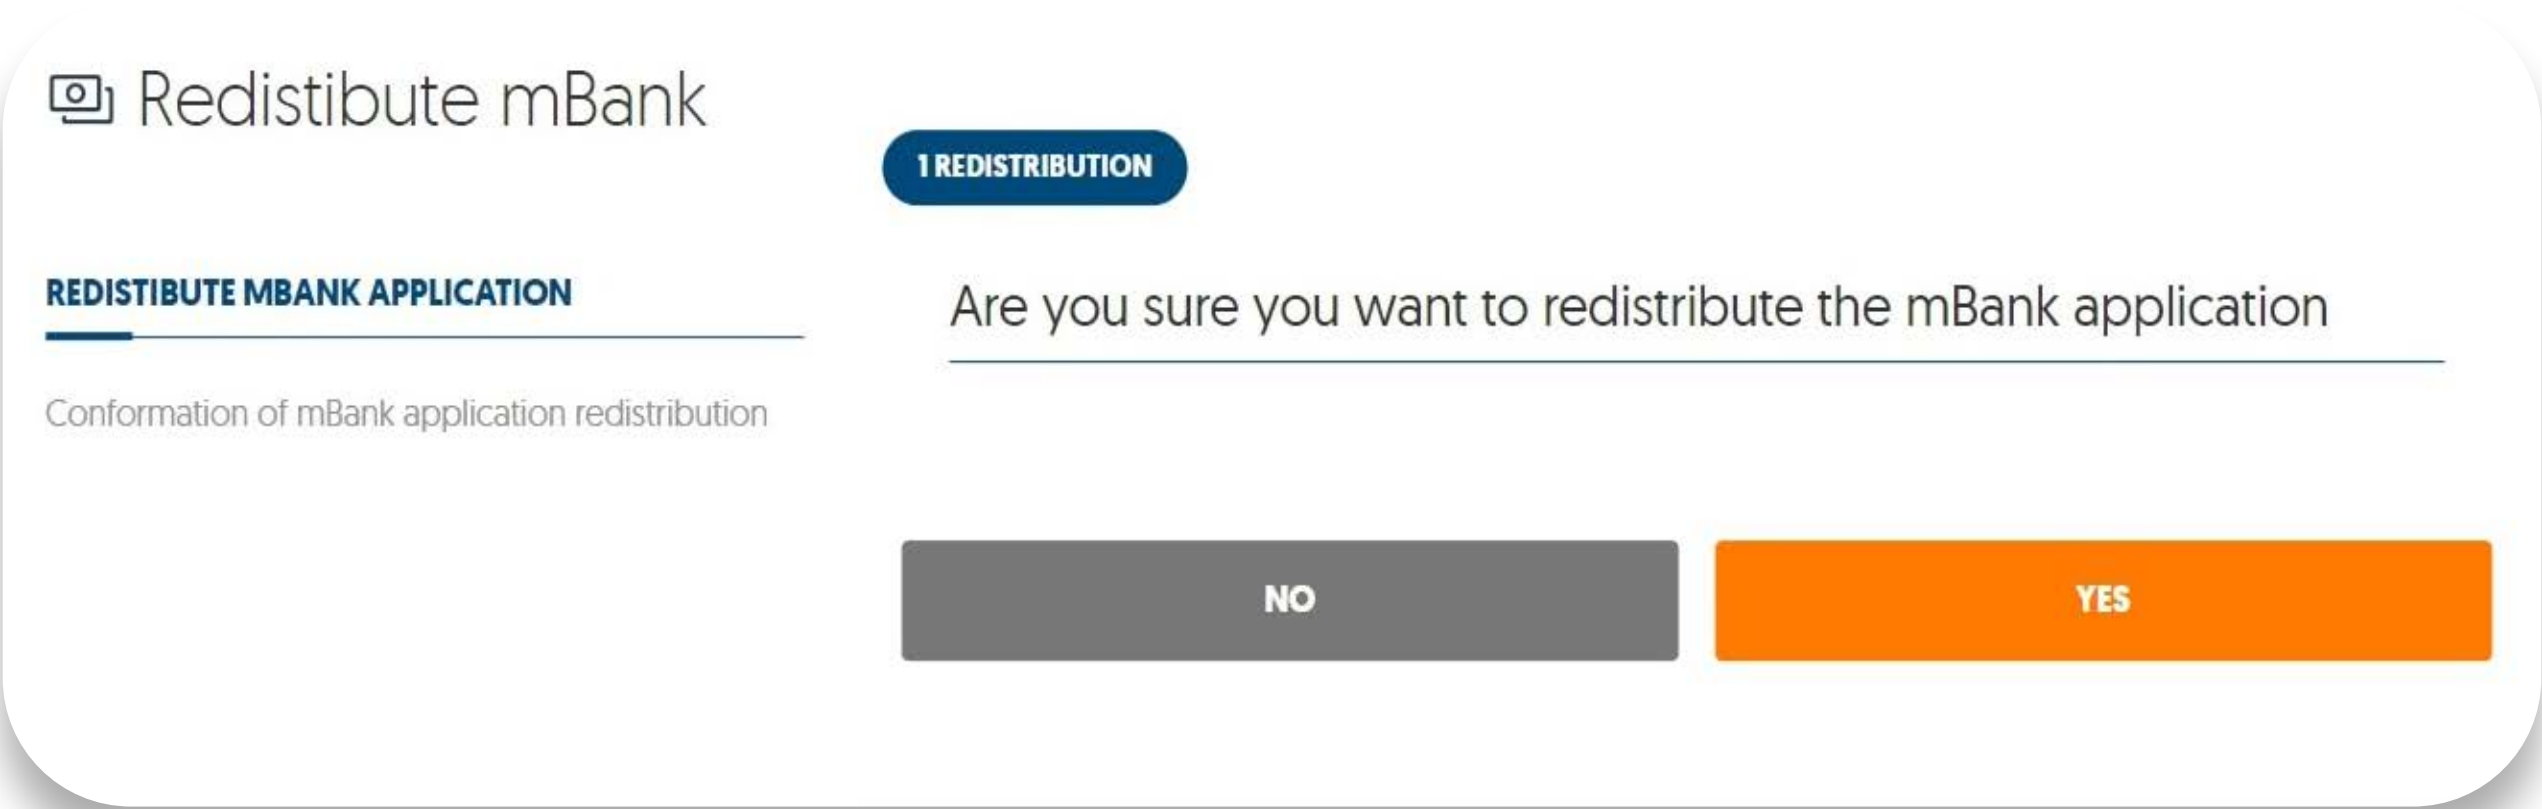 Redistibute mBank
1 REDISTRIBUTION
REDISTIBUTE MBANK APPLICATION
Conformation of mBank application redistribution
Are you sure you want to redistribute the mBank application
NO
YES